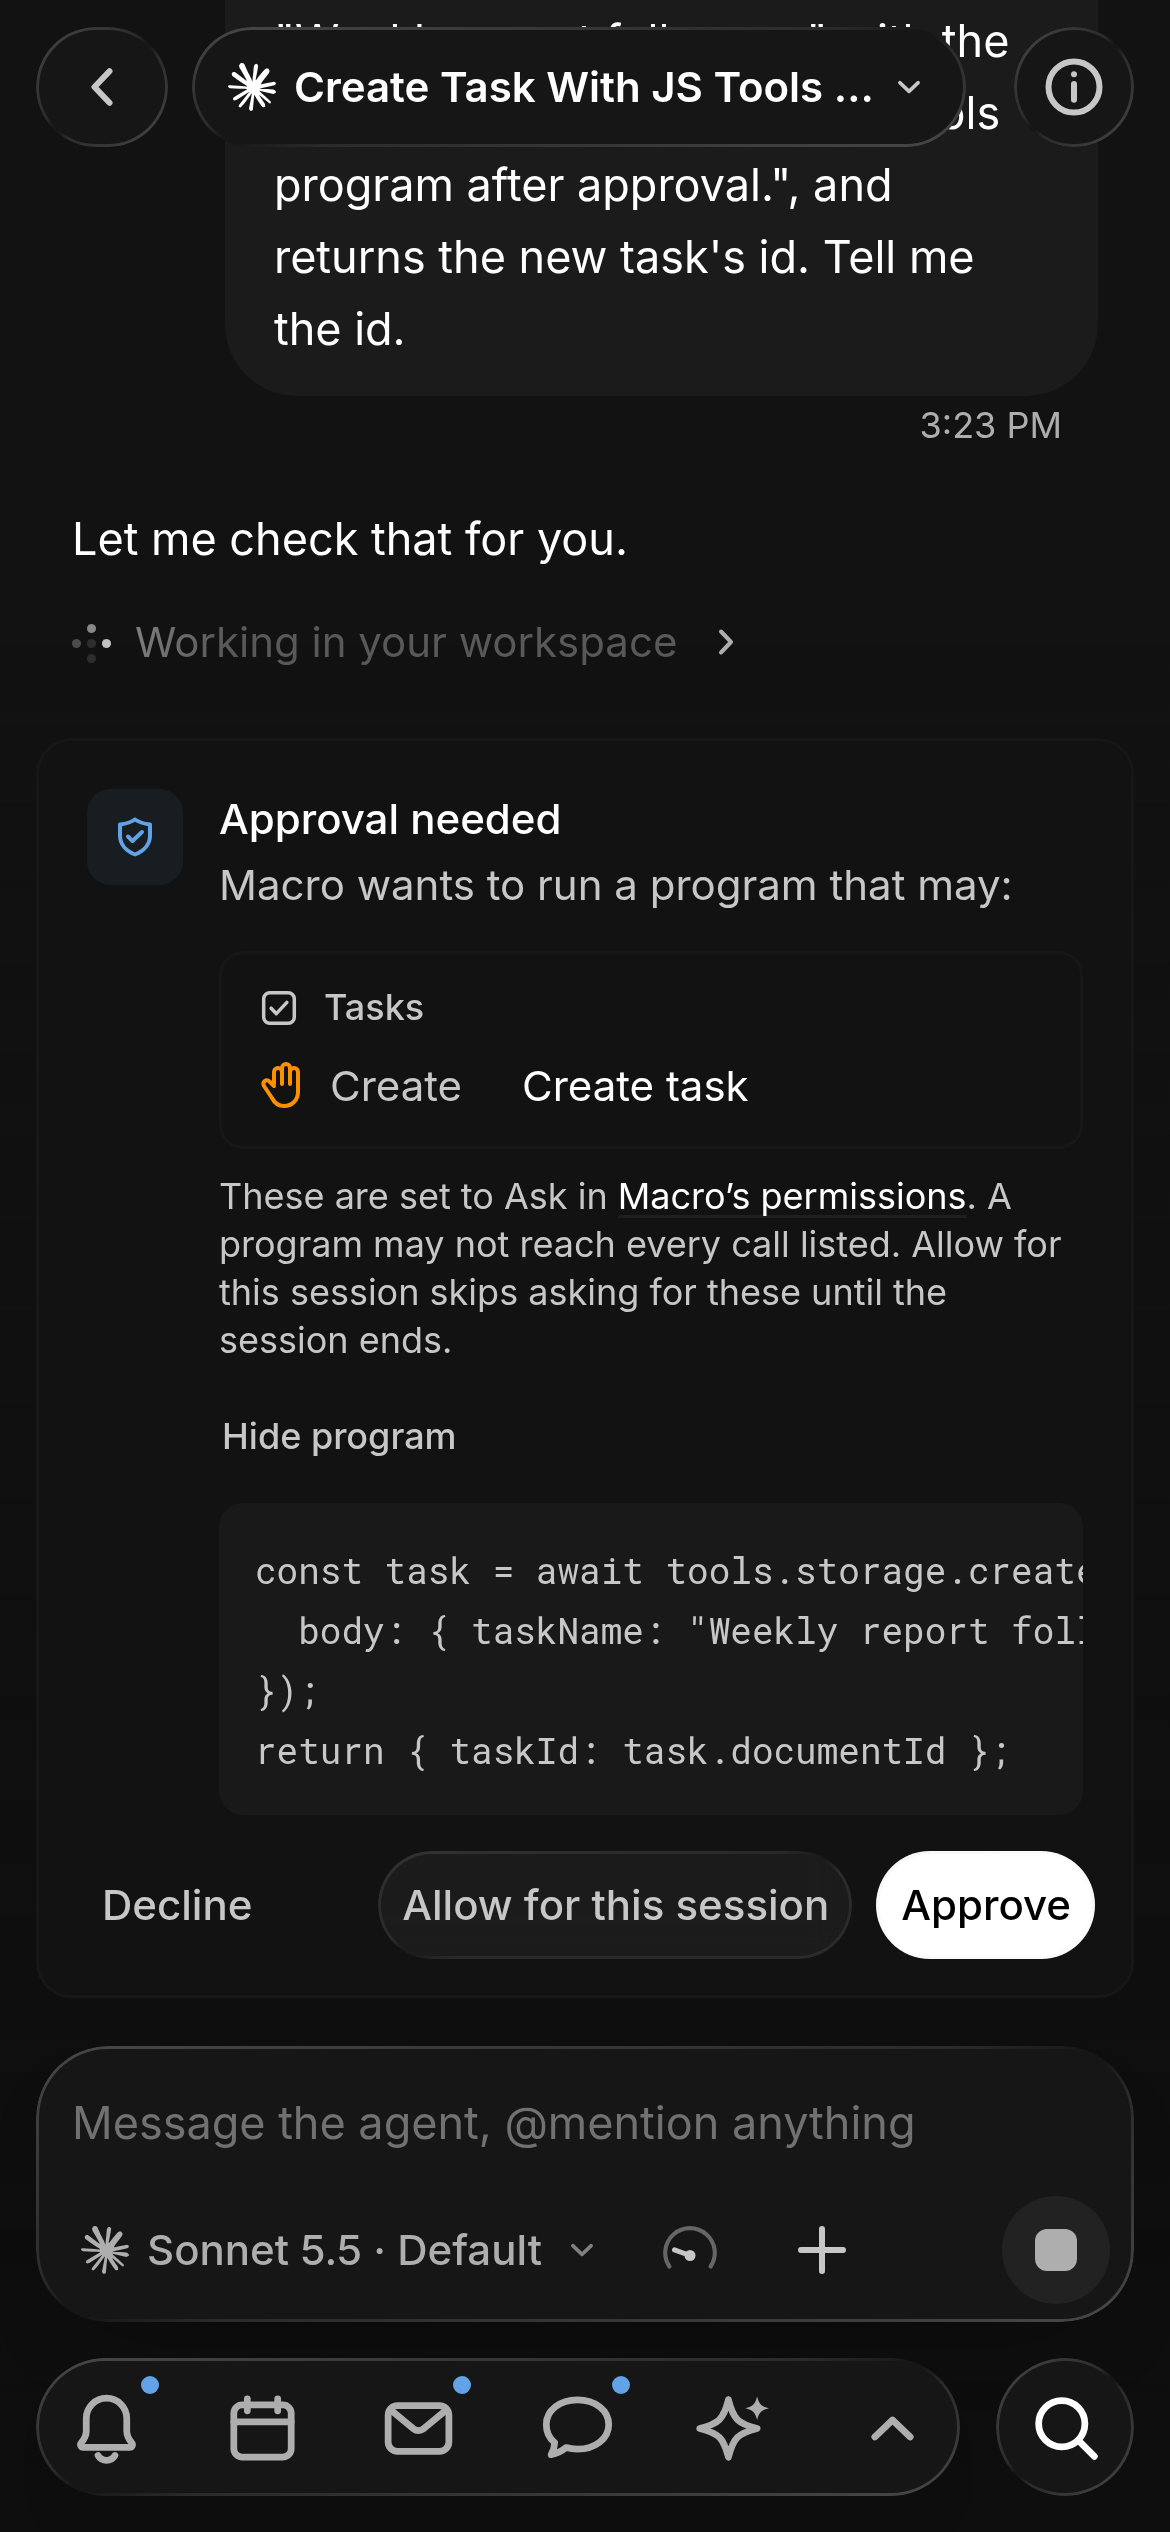 the
Create Task With JS Tools ...
program after approval.", and
returns the new task's id. Tell me
the id.
3:23 PM
Let me check that for you.
Working in your workspace
Approval needed
Macro wants to run a program that may:
Tasks
Create Create task
These are set to Ask in Macro’s permissions. A
program may not reach every call listed. Allow for
this session skips asking for these until the
session ends.
Hide program
const task = await tools.storage.create
body: { taskName: "Weekly report foll
});
return { taskId: task.documentId };
Decline Allow for this session Approve
Message the agent, @mention anything
Sonnet 5.5 · Default